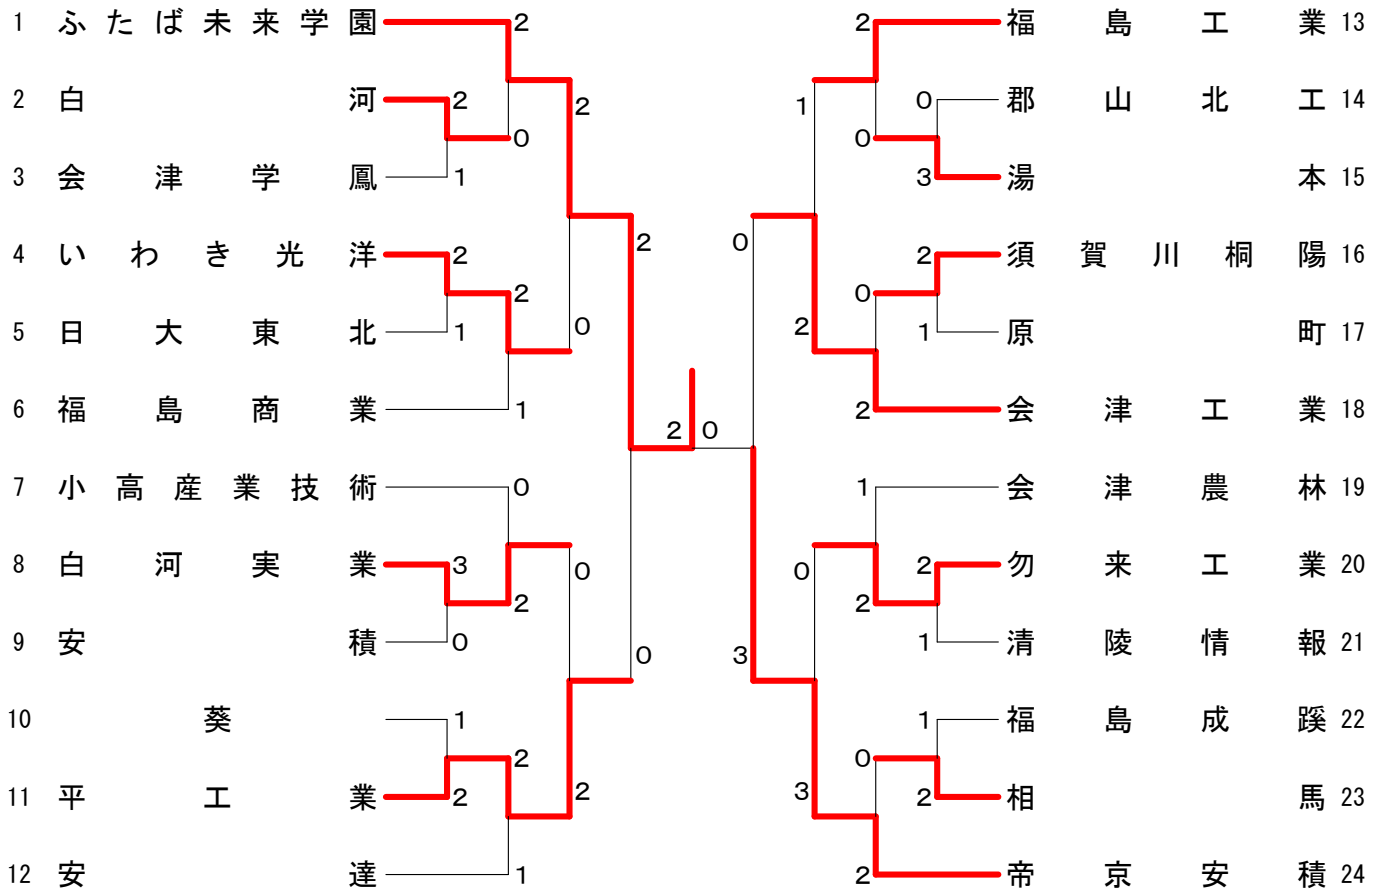 1 ふたば未来学園 2 2 福島工業 13
2 白河 2 2 1 0 郡山北工 14
0 0
3 会津学鳳 1 3 湯本 15
4 いわき光洋 2 2 0 2 須賀川桐陽 16
2 0
5 日大東北 1 0 2 1 原町 17
6 福島商業 1 2 会津工業 18
2 0
7 小高産業技術 0 1 会津農林 19
8 白河実業 3 0 0 2 勿来工業 20
2 2
9 安積 0 0 3 1 清陵情報 21
10 葵 1 1 福島成蹊 22
2 0
11 平工業 2 2 3 2 相馬 23
12 安達 1 2 帝京安積 24